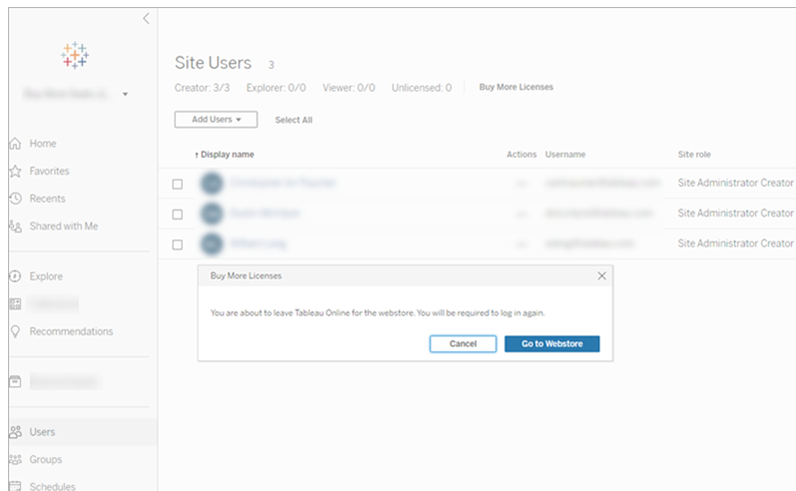 Home
Favorites
Recents
Shared with Me
Explore
Recommendations
Users
Groups
Schedules
Site Users 3
Creator: 3/3 Explorer: 0/0 Viewer: 0/0 Unlicensed: 0 Buy More Licenses
Add Users Select All
↑ Display name Actions Username Site role
Site Administrator Creator
Site Administrator Creator
Site Administrator Creator
Buy More Licenses
You are about to leave Tableau Online for the webstore. You will be required to log in again.
Cancel Go to Webstore